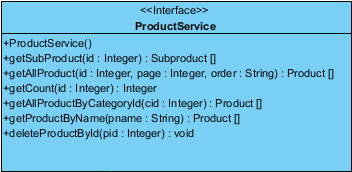 <<Interface>>
ProductService
+ProductService()
+getSubProduct(id : Integer) : Subproduct []
+getAllProduct(id : Integer, page : Integer, order : String) : Product []
+getCount(id : Integer) : Integer
+getAllProductByCategoryId(cid : Integer) : Product []
+getProductByName(pname : String) : Product []
+deleteProductById(pid : Integer) : void